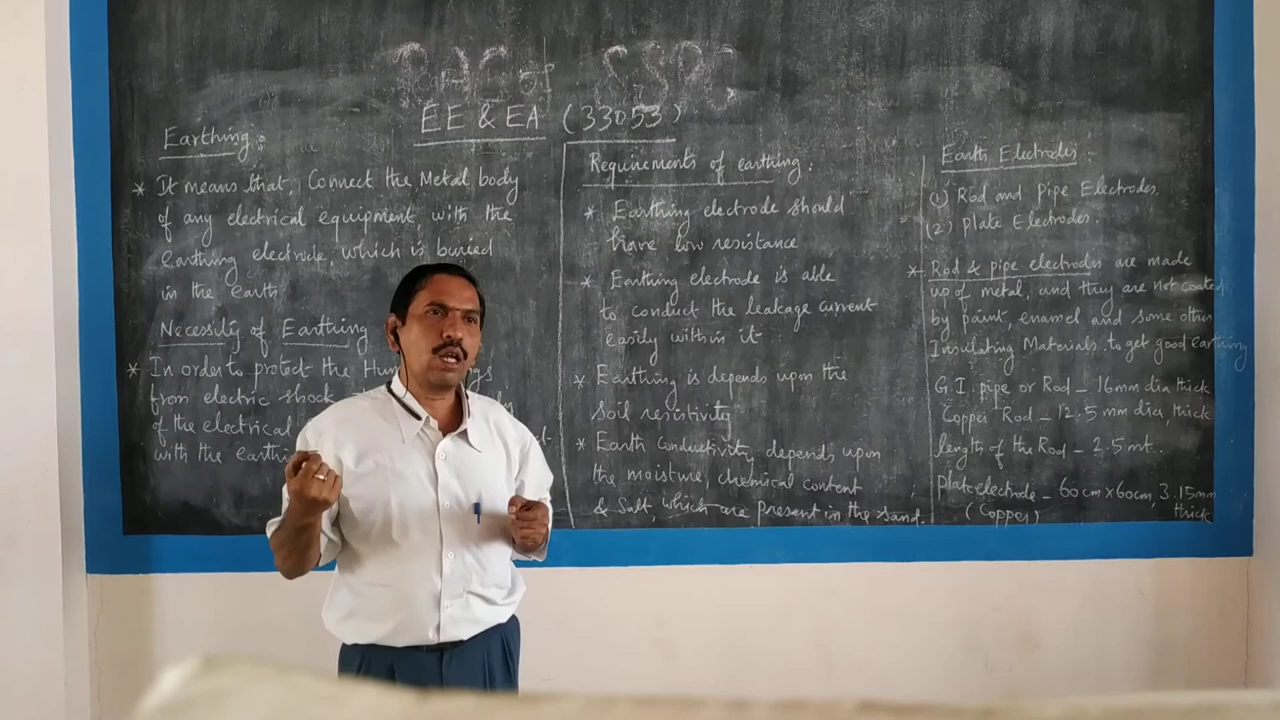 EE & EA (33053)
Earthing:
* It means that, Connect the Metal body
of any electrical equipment, with the
Earthing electrode, which is buried
in the earth
Necessity of Earthing
* In order to protect the
from electric shock
of the electrical
with the
Requirements of earthing:
* Earthing electrode should
have low resistance
* Earthing electrode is able
to conduct the leakage current
easily within it
* Earthing is depends upon the
soil resistivity
* Earth conductivity depends upon
the moisture, chemical content
& Salt, which are present in the sand.
Earth Electrodes:
(1) Rod and pipe Electrodes.
(2) Plate Electrodes.
* Rod & pipe electrodes are made
up of metal, and they are not coated
by paint, enamel and some other
Insulating Materials to get good earthing
G.I. pipe or Rod - 16mm dia thick
Copper Rod - 12.5 mm dia, thick
length of the Rod - 2.5 mt.
plate electrode - 60 cm x 60cm, 3.15mm
(Copper) thick